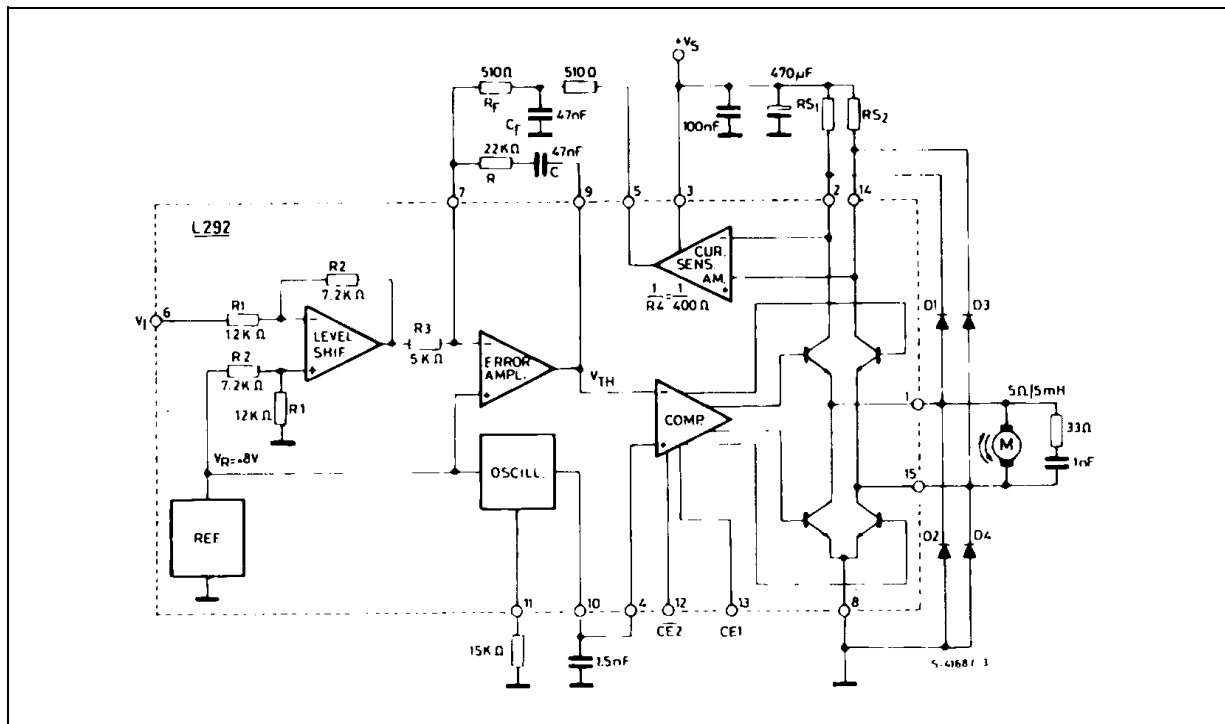 +VS
510Ω
510Ω
470µF
RF
47nF
Cf
100nF
RS1
RS2
22KΩ
47nF
R
C
7
9
5
3
2
14
L292
CUR.
SENS.
AM.
R2
7.2KΩ
1/R4=1/400Ω
D1
D3
VI
6
R1
12KΩ
LEVEL
SHIF.
R3
5KΩ
ERROR
AMPL.
R2
7.2KΩ
R1
12KΩ
VTH
COMP.
1
5Ω/5mH
33Ω
M
1nF
VR=+8V
OSCILL.
15
REF
D2
D4
11
10
4
12
13
8
CE2
CE1
15KΩ
1.5nF